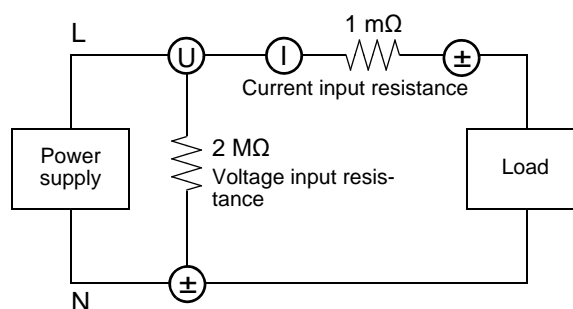 L
1 mΩ
U
I
±
Current input resistance
Power
supply
2 MΩ
Voltage input resis-
tance
Load
±
N